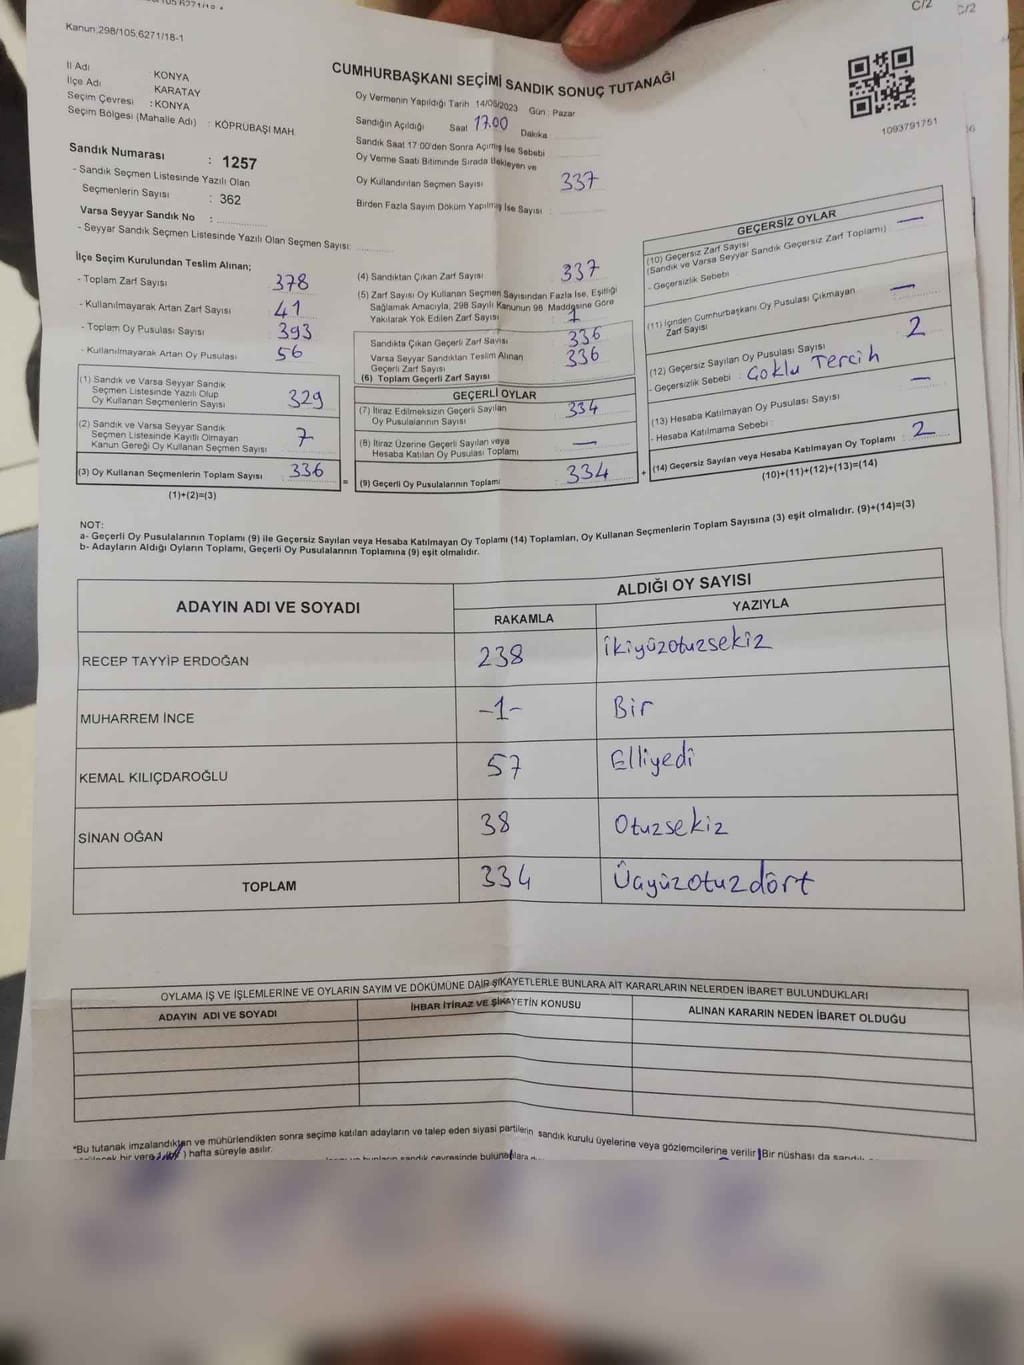 C/2
C/2
Kanun,298/105;6271/18-1
İl Adı KONYA
İlçe Adı KARATAY
Seçim Çevresi : KONYA
Seçim Bölgesi (Mahalle Adı) : KÖPRÜBAŞI MAH.
Sandık Numarası : 1257
- Sandık Seçmen Listesinde Yazılı Olan
Seçmenlerin Sayısı : 362
Varsa Seyyar Sandık No :
- Seyyar Sandık Seçmen Listesinde Yazılı Olan Seçmen Sayısı:
CUMHURBAŞKANI SEÇİMİ SANDIK SONUÇ TUTANAĞI
Oy Vermenin Yapıldığı Tarih 14/05/2023 Gün : Pazar
Sandığın Açıldığı Saat 17.00 Dakika
Sandık Saat 17:00'den Sonra Açılmış İse Sebebi
Oy Verme Saati Bitiminde Sırada Bekleyen ve
Oy Kullandırılan Seçmen Sayısı 337
Birden Fazla Sayım Döküm Yapılmış İse Sayısı :
1093791751
İlçe Seçim Kurulundan Teslim Alınan;
- Toplam Zarf Sayısı 378
- Kullanılmayarak Artan Zarf Sayısı 41
- Toplam Oy Pusulası Sayısı 393
- Kullanılmayarak Artan Oy Pusulası 56
(1) Sandık ve Varsa Seyyar Sandık
Seçmen Listesinde Yazılı Olup
Oy Kullanan Seçmenlerin Sayısı 329
(2) Sandık ve Varsa Seyyar Sandık
Seçmen Listesinde Kayıtlı Olmayan
Kanun Gereği Oy Kullanan Seçmen Sayısı 7
(3) Oy Kullanan Seçmenlerin Toplam Sayısı 336
(1)+(2)=(3)
(4) Sandıktan Çıkan Zarf Sayısı 337
(5) Zarf Sayısı Oy Kullanan Seçmen Sayısından Fazla İse, Eşitliği
Sağlamak Amacıyla, 298 Sayılı Kanunun 98. Maddesine Göre
Yakılarak Yok Edilen Zarf Sayısı 1
Sandıkta Çıkan Geçerli Zarf Sayısı 336
Varsa Seyyar Sandıktan Teslim Alınan
Geçerli Zarf Sayısı 336
(6) Toplam Geçerli Zarf Sayısı
GEÇERLİ OYLAR
(7) İtiraz Edilmeksizin Geçerli Sayılan
Oy Pusulalarının Sayısı 334
(8) İtiraz Üzerine Geçerli Sayılan veya
Hesaba Katılan Oy Pusulası Toplamı —
(9) Geçerli Oy Pusulalarının Toplamı 334
=
+
GEÇERSİZ OYLAR
(10) Geçersiz Zarf Sayısı
(Sandık ve Varsa Seyyar Sandık Geçersiz Zarf Toplamı) —
- Geçersizlik Sebebi
(11) İçinden Cumhurbaşkanı Oy Pusulası Çıkmayan
Zarf Sayısı —
(12) Geçersiz Sayılan Oy Pusulası Sayısı 2
- Geçersizlik Sebebi : Çoklu Tercih
(13) Hesaba Katılmayan Oy Pusulası Sayısı —
- Hesaba Katılmama Sebebi :
(14) Geçersiz Sayılan veya Hesaba Katılmayan Oy Toplamı 2
(10)+(11)+(12)+(13)=(14)
NOT:
a- Geçerli Oy Pusulalarının Toplamı (9) ile Geçersiz Sayılan veya Hesaba Katılmayan Oy Toplamı (14) Toplamları, Oy Kullanan Seçmenlerin Toplam Sayısına (3) eşit olmalıdır. (9)+(14)=(3)
b- Adayların Aldığı Oyların Toplamı, Geçerli Oy Pusulalarının Toplamına (9) eşit olmalıdır.
ADAYIN ADI VE SOYADI ALDIĞI OY SAYISI
RAKAMLA YAZIYLA
RECEP TAYYİP ERDOĞAN 238 İkiyüzotuzsekiz
MUHARREM İNCE -1- Bir
KEMAL KILIÇDAROĞLU 57 Elliyedi
SİNAN OĞAN 38 Otuzsekiz
TOPLAM 334 Üçyüzotuzdört
OYLAMA İŞ VE İŞLEMLERİNE VE OYLARIN SAYIM VE DÖKÜMÜNE DAİR ŞİKAYETLERLE BUNLARA AİT KARARLARIN NELERDEN İBARET BULUNDUKLARI
ADAYIN ADI VE SOYADI İHBAR İTİRAZ VE ŞİKAYETİN KONUSU ALINAN KARARIN NEDEN İBARET OLDUĞU
*Bu tutanak imzalandıktan ve mühürlendikten sonra seçime katılan adayların ve talep eden siyasi partilerin sandık kurulu üyelerine veya gözlemcilerine verilir. Bir nüshası da
) hafta süreyle asılır.